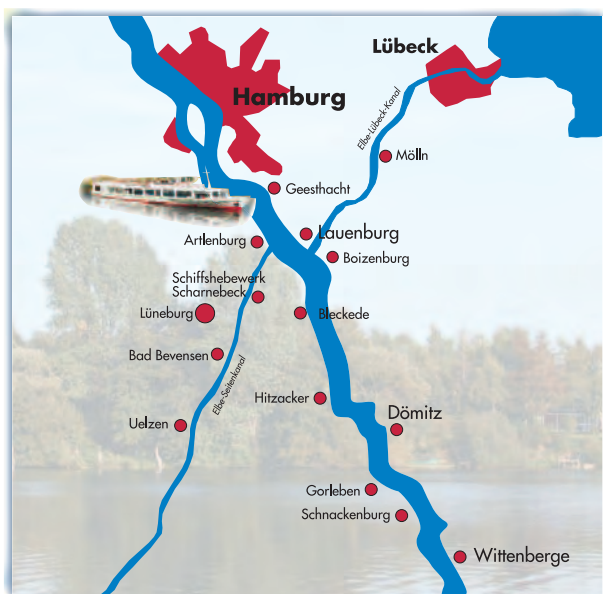 Lübeck
Hamburg
Elbe-Lübeck-Kanal
Mölln
Geesthacht
Lauenburg
Artlenburg
Boizenburg
Schiffshebewerk
Scharnebeck
Lüneburg
Bleckede
Bad Bevensen
Elbe-Seitenkanal
Hitzacker
Dömitz
Uelzen
Gorleben
Schnackenburg
Wittenberge